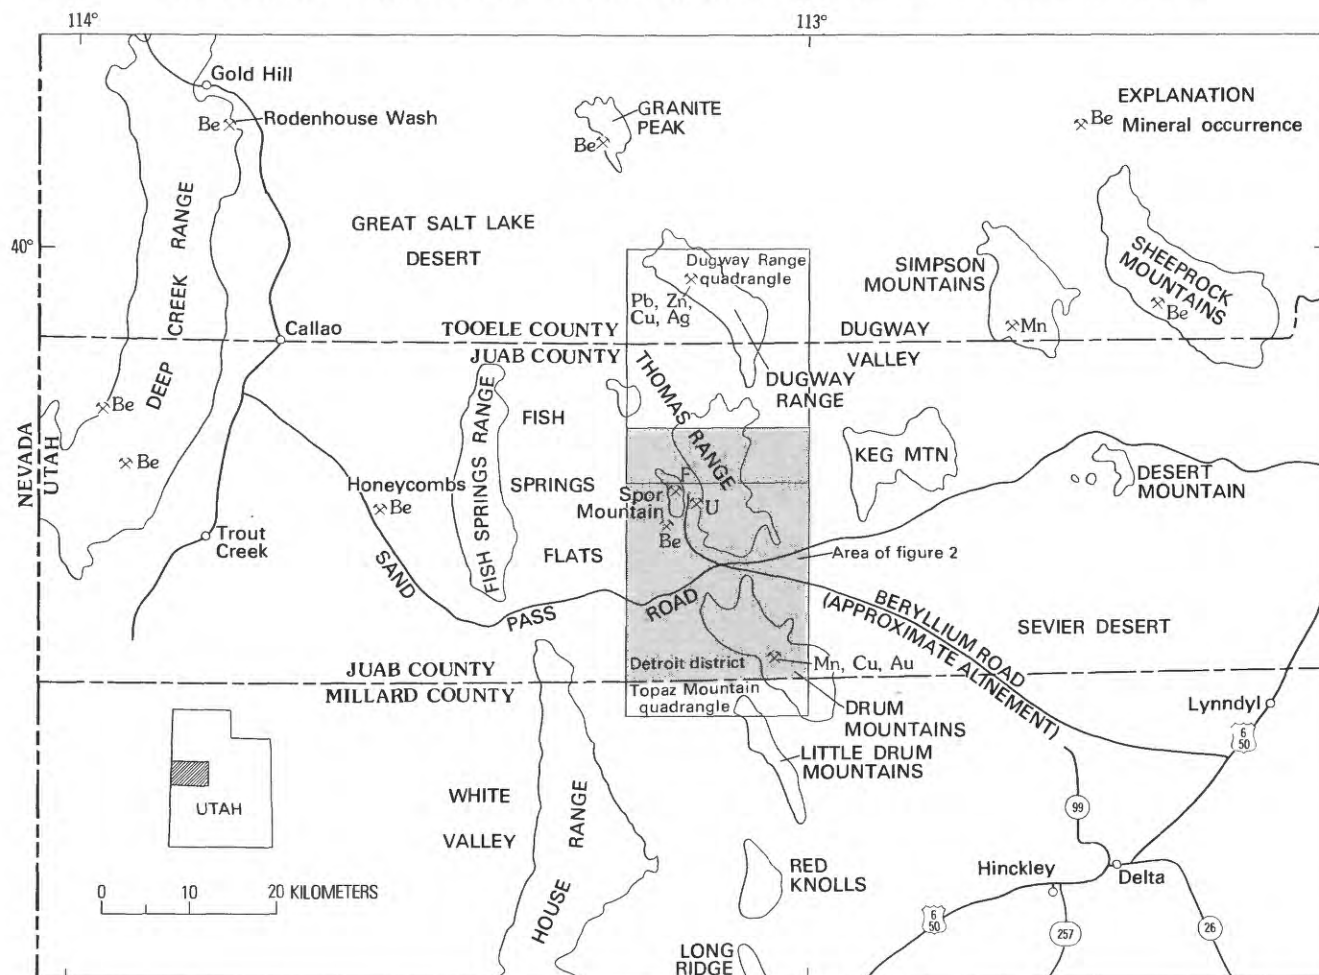 114°
113°
Gold Hill
Be
Rodenhouse Wash
GRANITE
PEAK
Be
EXPLANATION
Be
Mineral occurrence
DEEP CREEK RANGE
GREAT SALT LAKE
DESERT
40°
Dugway Range
quadrangle
Pb, Zn,
Cu, Ag
SIMPSON
MOUNTAINS
SHEEPROCK
MOUNTAINS
Be
Mn
Callao
TOOELE COUNTY
JUAB COUNTY
DUGWAY
VALLEY
THOMAS RANGE
DUGWAY
RANGE
Be
Be
NEVADA
UTAH
FISH SPRINGS RANGE
FISH
SPRINGS
FLATS
KEG MTN
DESERT
MOUNTAIN
Honeycombs
Be
F
Spor
Mountain
U
Be
Trout
Creek
Area of figure 2
SAND
PASS
ROAD
BERYLLIUM ROAD
(APPROXIMATE ALTNEMENT)
SEVIER DESERT
Detroit district
Mn, Cu, Au
JUAB COUNTY
MILLARD COUNTY
Topaz Mountain
quadrangle
DRUM
MOUNTAINS
LITTLE DRUM
MOUNTAINS
Lynndyl
6
50
UTAH
WHITE
VALLEY
HOUSE RANGE
99
RED
KNOLLS
Hinckley
Delta
0 10 20 KILOMETERS
6
50
257
26
LONG
RIDGE